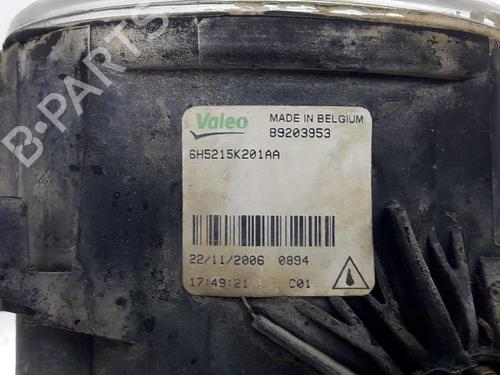 B-PARTS
Valeo
MADE IN BELGIUM
89203953
6H5215K201AA
22/11/2006 0894
17:49:21 C01